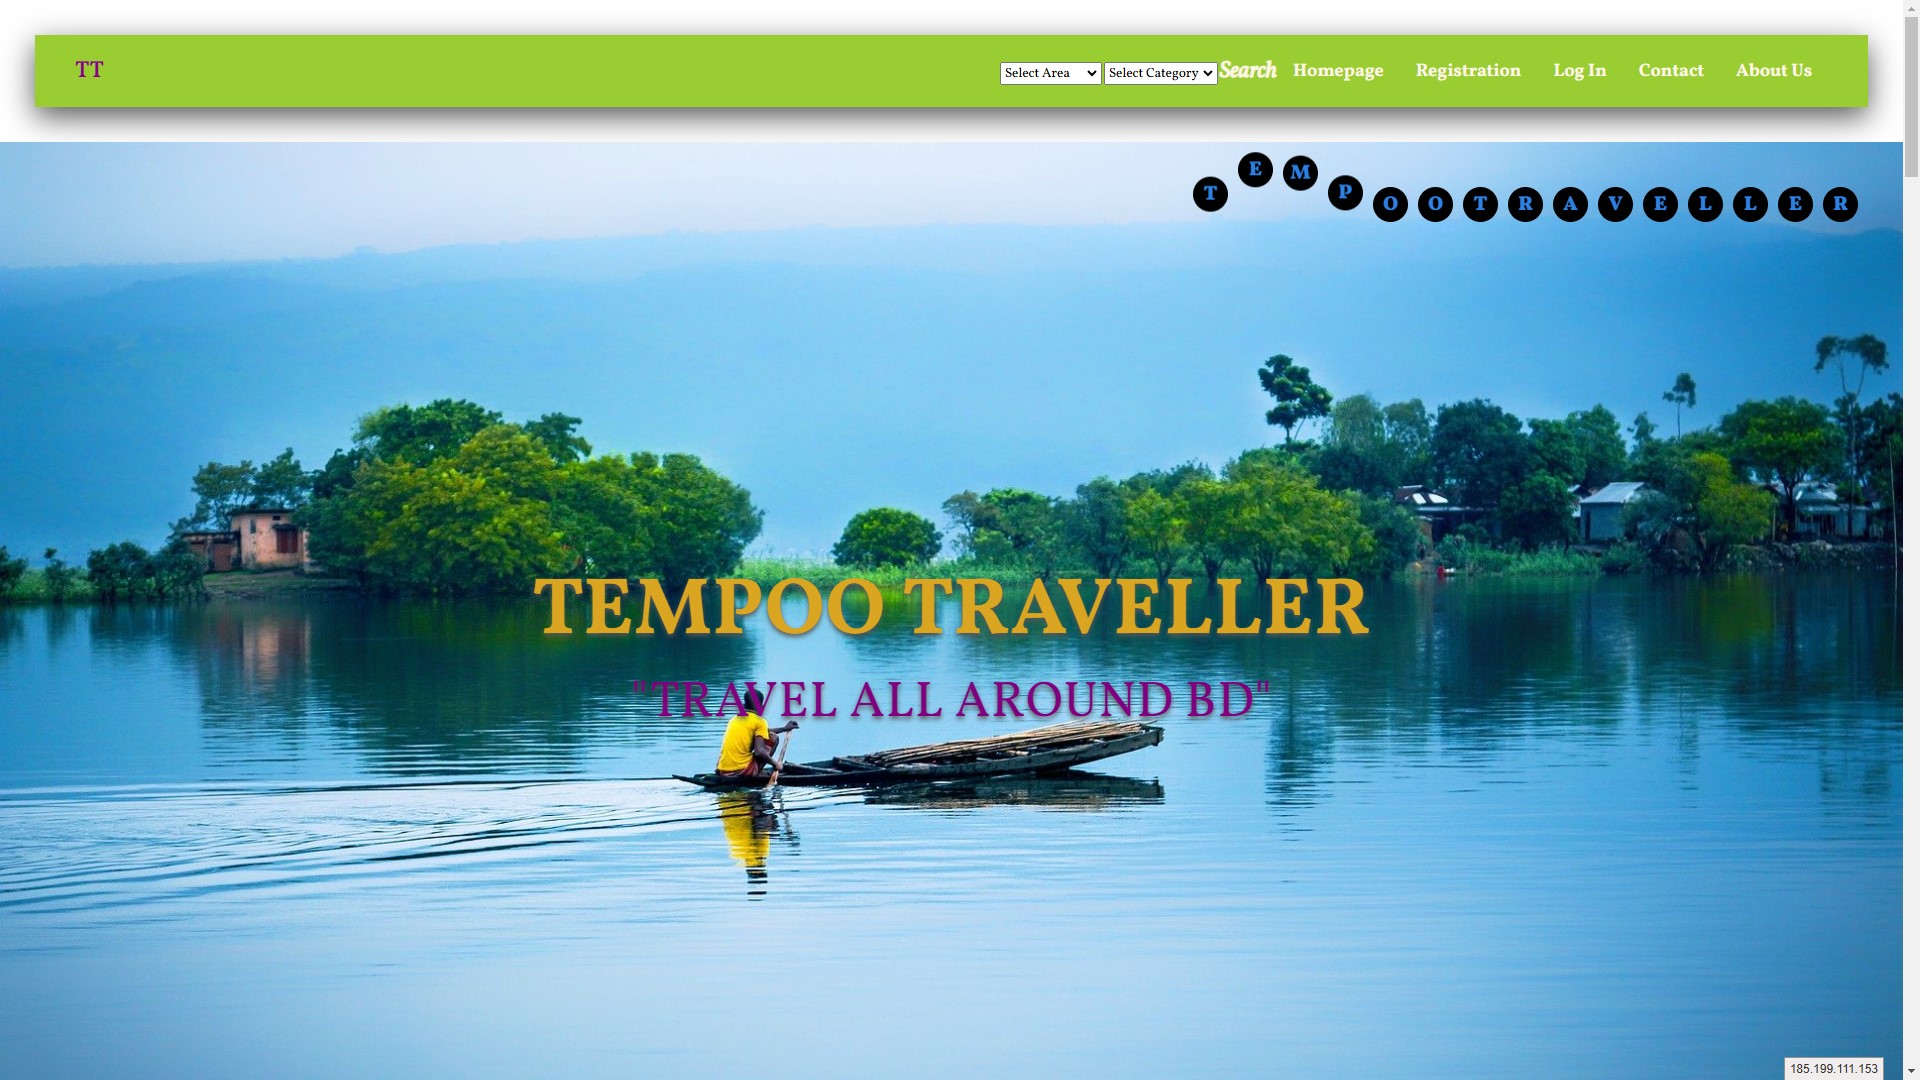 TT
Select Area Select Category Search Homepage Registration Log In Contact About Us
T E M P O O T R A V E L L E R
TEMPOO TRAVELLER
"TRAVEL ALL AROUND BD"
185.199.111.153